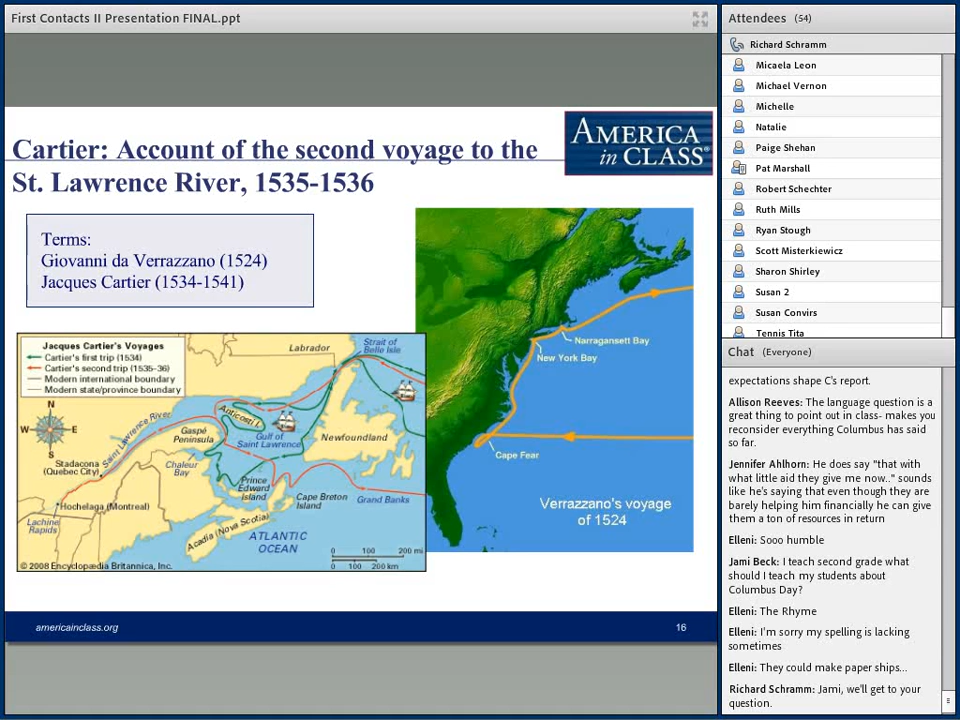 First Contacts II Presentation FINAL.ppt
Cartier: Account of the second voyage to the
St. Lawrence River, 1535-1536
AMERICA
in CLASS®
Terms:
Giovanni da Verrazzano (1524)
Jacques Cartier (1534-1541)
Jacques Cartier's Voyages
Cartier's first trip (1534)
Cartier's second trip (1535-36)
Modern international boundary
Modern state/province boundary
N
W
E
S
Labrador
Strait of
Belle Isle
Saint Lawrence River
Anticosti I.
Gaspé
Peninsula
Gulf of
Saint Lawrence
Newfoundland
Stadacona
(Quebec City)
Chaleur
Bay
Prince
Edward
Island
Cape Breton
Island
Grand Banks
Hochelaga (Montreal)
Lachine
Rapids
Acadia (Nova Scotia)
ATLANTIC
OCEAN
0 100 200 mi
0 100 200 km
© 2008 Encyclopædia Britannica, Inc.
Narragansett Bay
New York Bay
Cape Fear
Verrazzano's voyage
of 1524
americainclass.org
16
Attendees (54)
Richard Schramm
Micaela Leon
Michael Vernon
Michelle
Natalie
Paige Shehan
Pat Marshall
Robert Schechter
Ruth Mills
Ryan Stough
Scott Misterkiewicz
Sharon Shirley
Susan 2
Susan Convirs
Tennis Tita
Chat (Everyone)
expectations shape C's report.
Allison Reeves: The language question is a
great thing to point out in class- makes you
reconsider everything Columbus has said
so far.
Jennifer Ahlhorn: He does say "that with
what little aid they give me now.." sounds
like he's saying that even though they are
barely helping him financially he can give
them a ton of resources in return
Elleni: Sooo humble
Jami Beck: I teach second grade what
should I teach my students about
Columbus Day?
Elleni: The Rhyme
Elleni: I'm sorry my spelling is lacking
sometimes
Elleni: They could make paper ships...
Richard Schramm: Jami, we'll get to your
question.